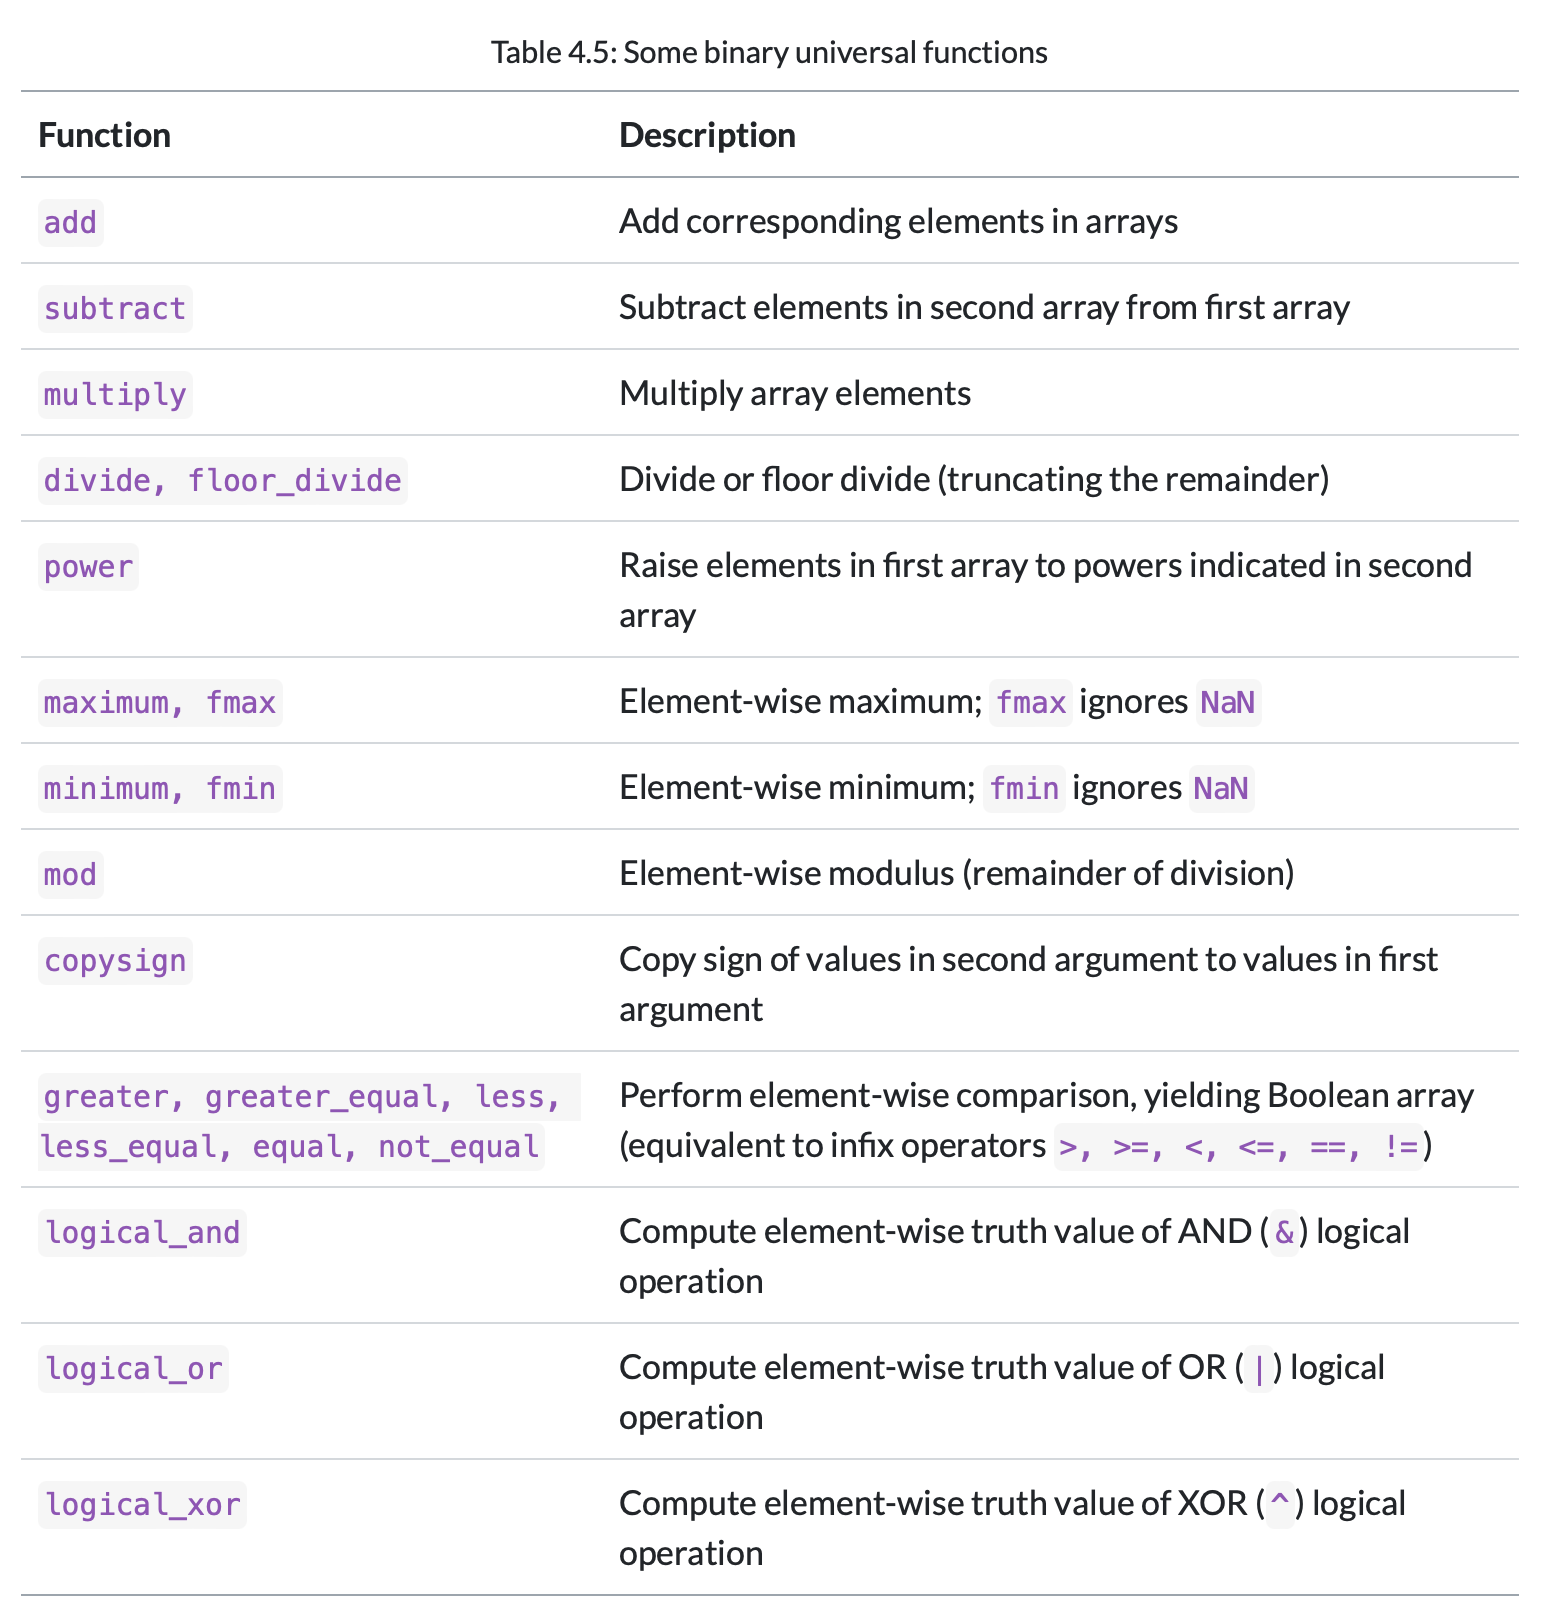 Table 4.5: Some binary universal functions
Function Description
add Add corresponding elements in arrays
subtract Subtract elements in second array from first array
multiply Multiply array elements
divide, floor_divide Divide or floor divide (truncating the remainder)
power Raise elements in first array to powers indicated in second
array
maximum, fmax Element-wise maximum; fmax ignores NaN
minimum, fmin Element-wise minimum; fmin ignores NaN
mod Element-wise modulus (remainder of division)
copysign Copy sign of values in second argument to values in first
argument
greater, greater_equal, less, Perform element-wise comparison, yielding Boolean array
less_equal, equal, not_equal (equivalent to infix operators >, >=, <, <=, ==, !=)
logical_and Compute element-wise truth value of AND (&) logical
operation
logical_or Compute element-wise truth value of OR (|) logical
operation
logical_xor Compute element-wise truth value of XOR (^) logical
operation